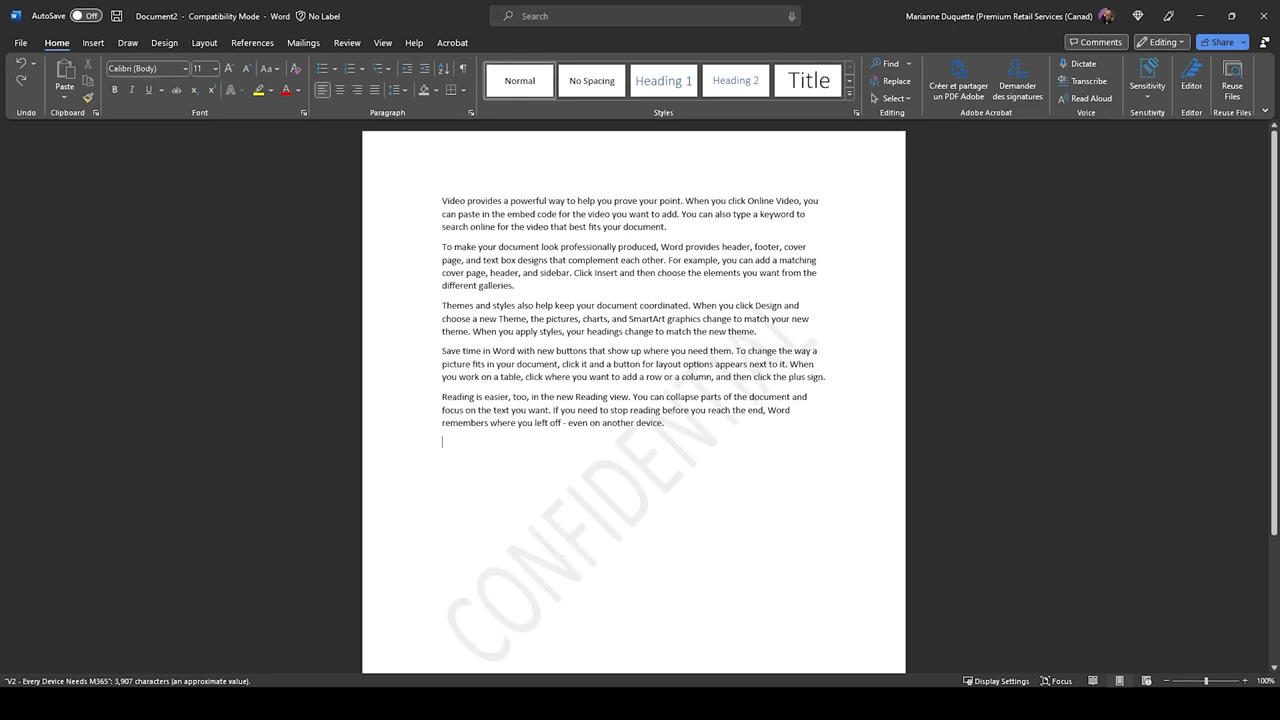 AutoSave Off Document2 - Compatibility Mode - Word No Label Search Marianne Duquette (Premium Retail Services (Canad)
File Home Insert Draw Design Layout References Mailings Review View Help Acrobat Comments Editing Share
Paste Calibri (Body) 11 Aa B I U ab x x A ¶
Normal No Spacing Heading 1 Heading 2 Title
Find Replace Select
Créer et partager un PDF Adobe
Demander des signatures
Dictate Transcribe Read Aloud
Sensitivity Editor Reuse Files
Undo Clipboard Font Paragraph Styles Editing Adobe Acrobat Voice Sensitivity Editor Reuse Files
Video provides a powerful way to help you prove your point. When you click Online Video, you
can paste in the embed code for the video you want to add. You can also type a keyword to
search online for the video that best fits your document.
To make your document look professionally produced, Word provides header, footer, cover
page, and text box designs that complement each other. For example, you can add a matching
cover page, header, and sidebar. Click Insert and then choose the elements you want from the
different galleries.
Themes and styles also help keep your document coordinated. When you click Design and
choose a new Theme, the pictures, charts, and SmartArt graphics change to match your new
theme. When you apply styles, your headings change to match the new theme.
Save time in Word with new buttons that show up where you need them. To change the way a
picture fits in your document, click it and a button for layout options appears next to it. When
you work on a table, click where you want to add a row or a column, and then click the plus sign.
Reading is easier, too, in the new Reading view. You can collapse parts of the document and
focus on the text you want. If you need to stop reading before you reach the end, Word
remembers where you left off - even on another device.
CONFIDENTIAL
"V2 - Every Device Needs M365": 3,907 characters (an approximate value). Display Settings Focus 100%